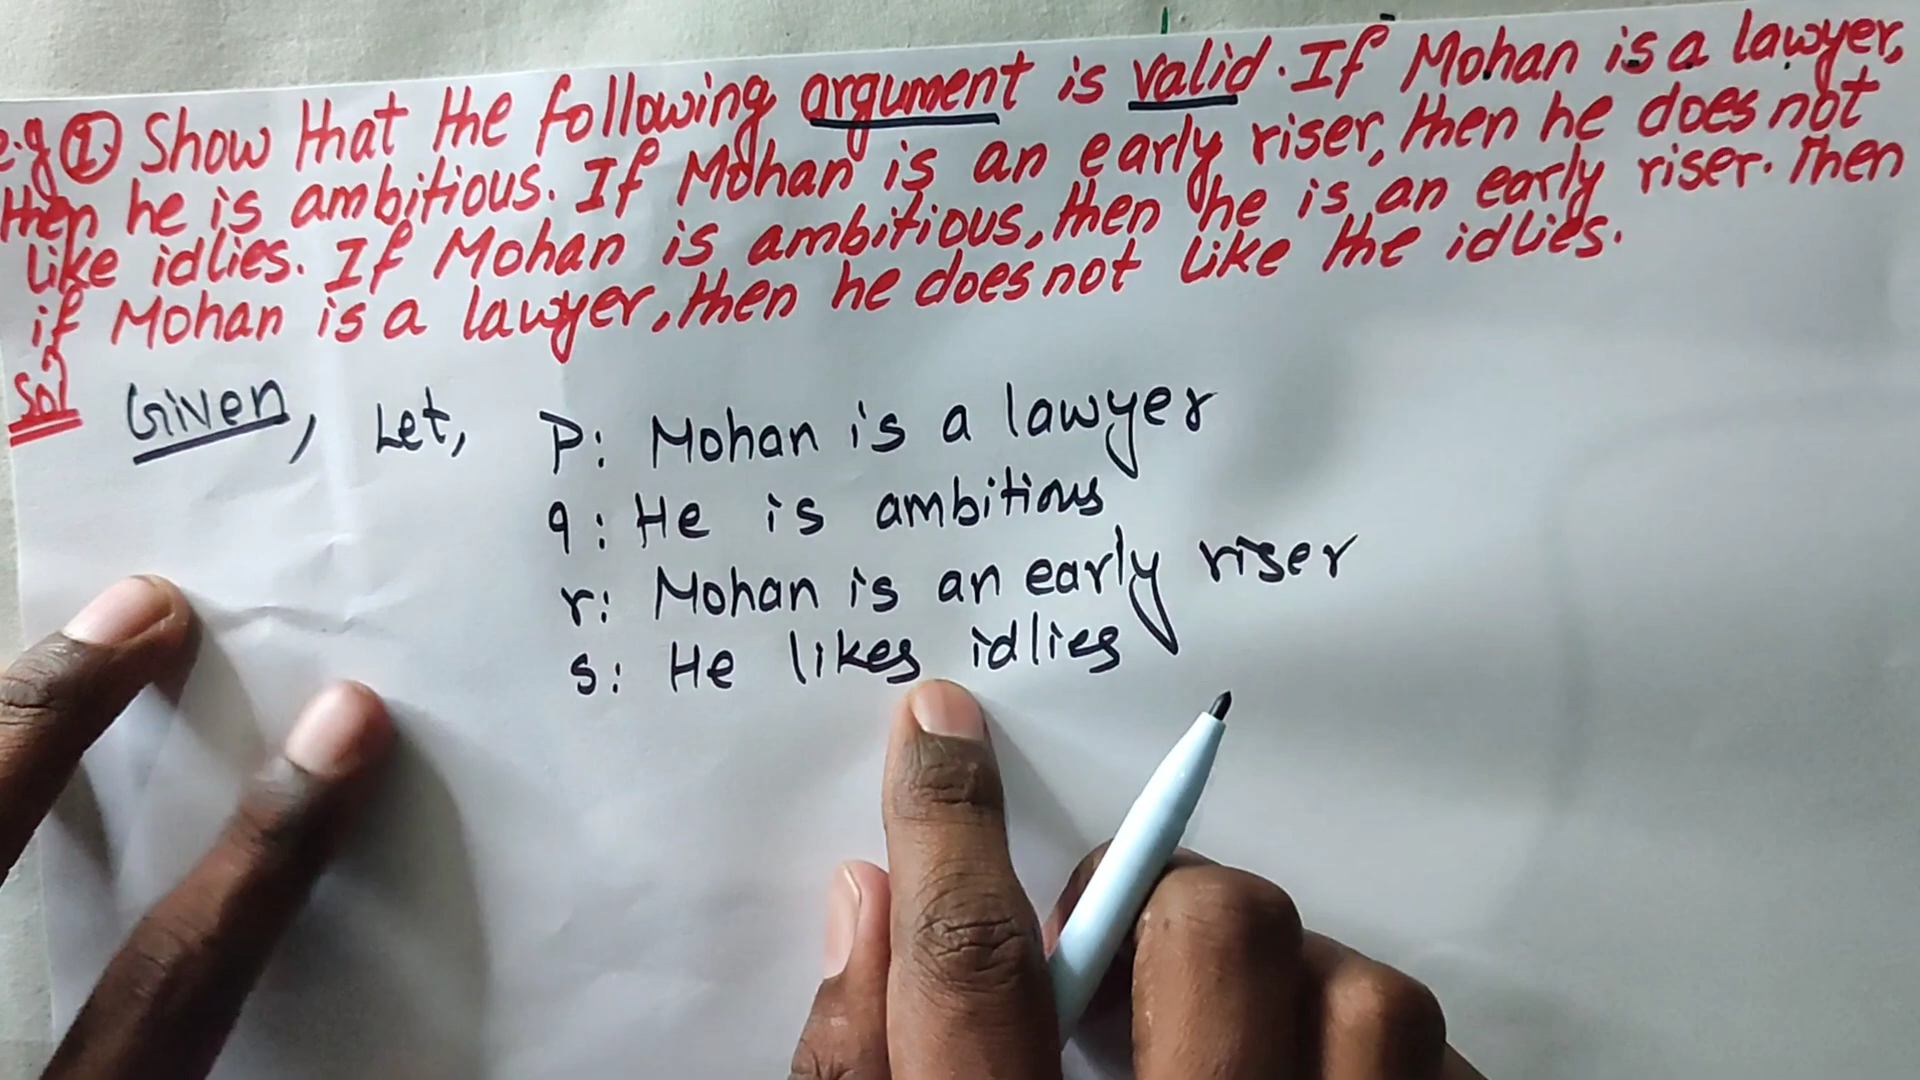 e.g ① Show that the following argument is valid. If Mohan is a lawyer,
then he is ambitious. If Mohan is an early riser, then he does not
like idlies. If Mohan is ambitious, then he is an early riser. Then
if Mohan is a lawyer, then he does not like the idlies.
Sol
Given, Let, P: Mohan is a lawyer
q: He is ambitious
r: Mohan is an early riser
s: He likes idlies